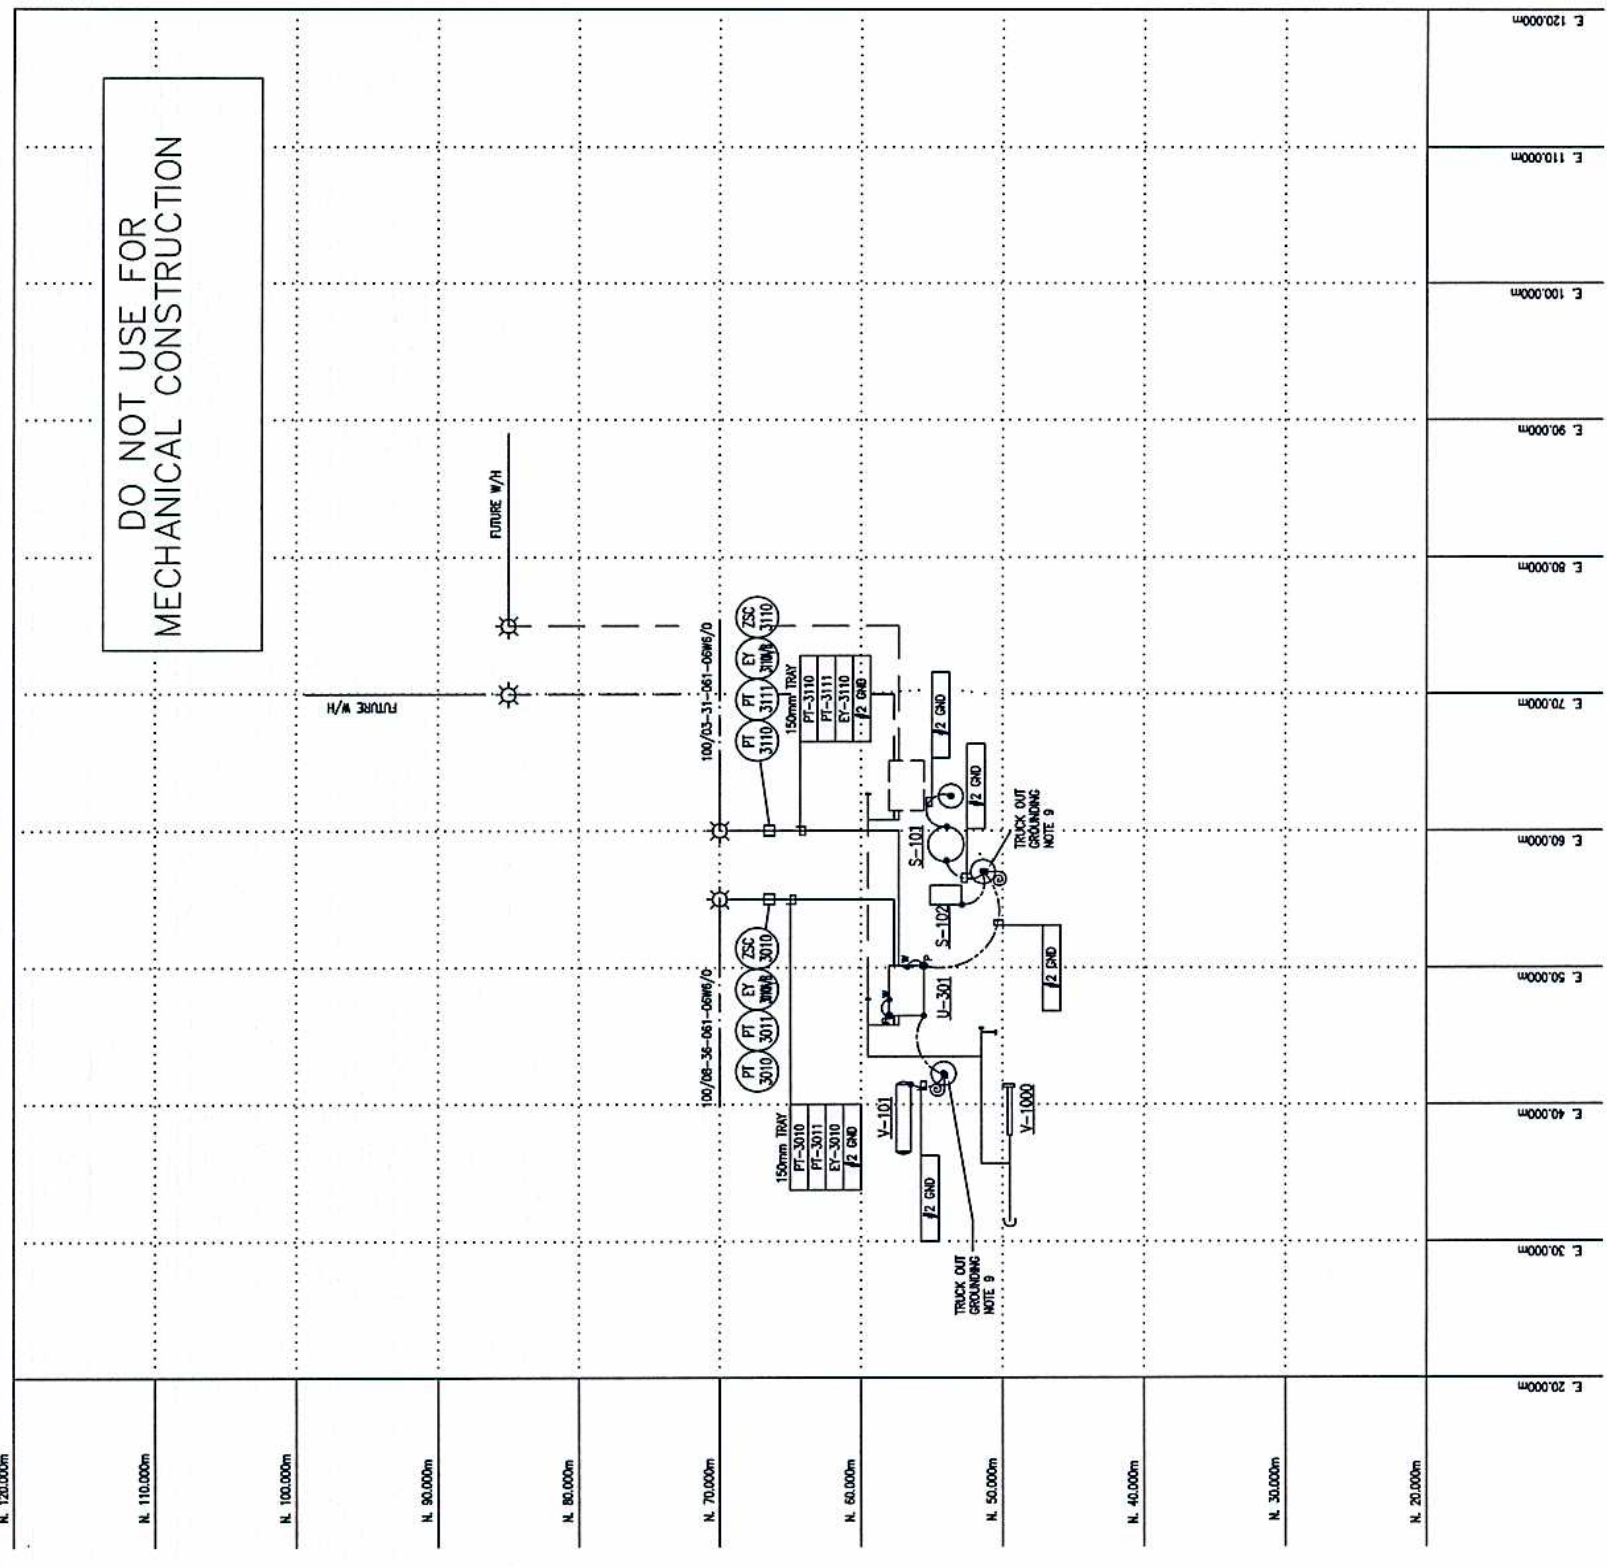 DO NOT USE FOR
MECHANICAL CONSTRUCTION
FUTURE W/H
FUTURE W/H
100/03-31-061-06W6/0
PT
3110
PT
3111
EY
3110A/B
ZSC
3110
150mm TRAY
PT-3110
PT-3111
EY-3110
#2 GND
100/08-36-061-06W6/0
PT
3010
PT
3011
EY
3010A/B
ZSC
3010
150mm TRAY
PT-3010
PT-3011
EY-3010
#2 GND
#2 GND
#2 GND
S-101
TRUCK OUT
GROUNDING
NOTE 9
S-102
#2 GND
W
P
U-301
V-101
#2 GND
V-1000
TRUCK OUT
GROUNDING
NOTE 9
N. 120.000m
N. 110.000m
N. 100.000m
N. 90.000m
N. 80.000m
N. 70.000m
N. 60.000m
N. 50.000m
N. 40.000m
N. 30.000m
N. 20.000m
E. 20.000m
E. 30.000m
E. 40.000m
E. 50.000m
E. 60.000m
E. 70.000m
E. 80.000m
E. 90.000m
E. 100.000m
E. 110.000m
E. 120.000m